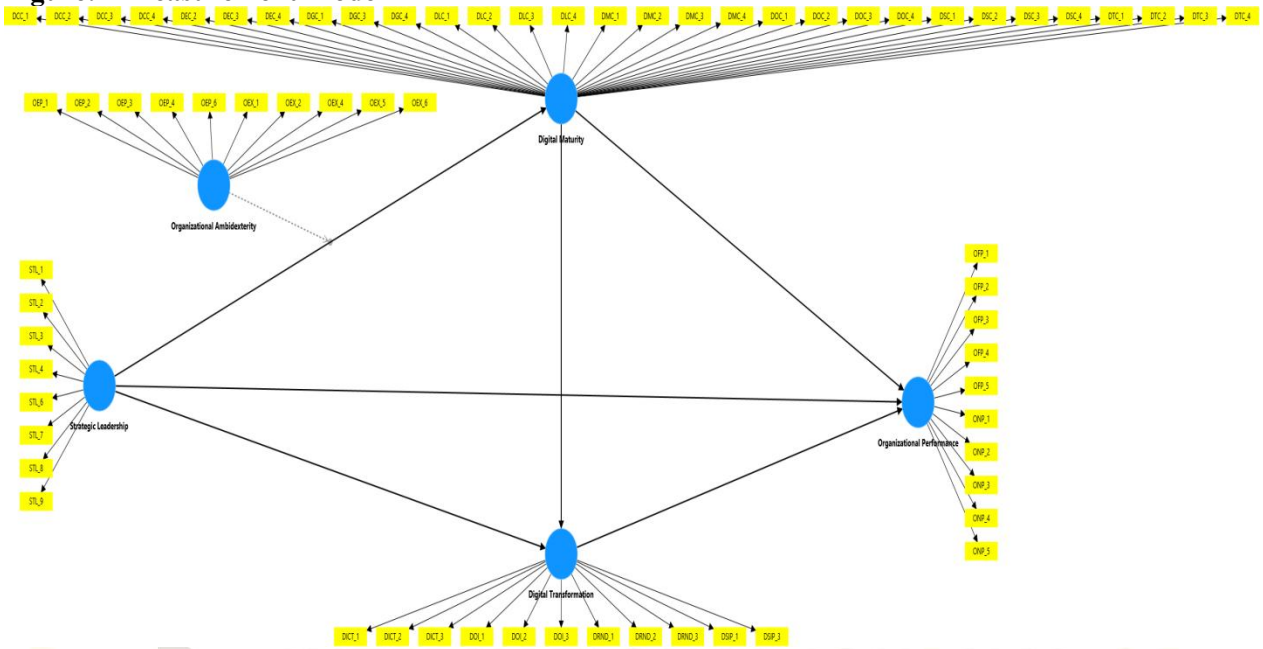 DCC_1 DCC_2 DCC_3 DCC_4 DEC_2 DEC_3 DEC_4 DGC_1 DGC_3 DGC_4 DLC_1 DLC_2 DLC_3 DLC_4 DMC_1 DMC_2 DMC_3 DMC_4 DOC_1 DOC_2 DOC_3 DOC_4 DSC_1 DSC_2 DSC_3 DSC_4 DTC_1 DTC_2 DTC_3 DTC_4
OEP_1 OEP_2 OEP_3 OEP_4 OEP_6 OEX_1 OEX_2 OEX_4 OEX_5 OEX_6
Digital Maturity
Organizational Ambidexterity
STL_1
STL_2
STL_3
STL_4
STL_6
STL_7
STL_8
STL_9
Strategic Leadership
OFP_1
OFP_2
OFP_3
OFP_4
OFP_5
ONP_1
ONP_2
ONP_3
ONP_4
ONP_5
Organizational Performance
Digital Transformation
DICT_1 DICT_2 DICT_3 DOI_1 DOI_2 DOI_3 DRND_1 DRND_2 DRND_3 DSIP_1 DSIP_3